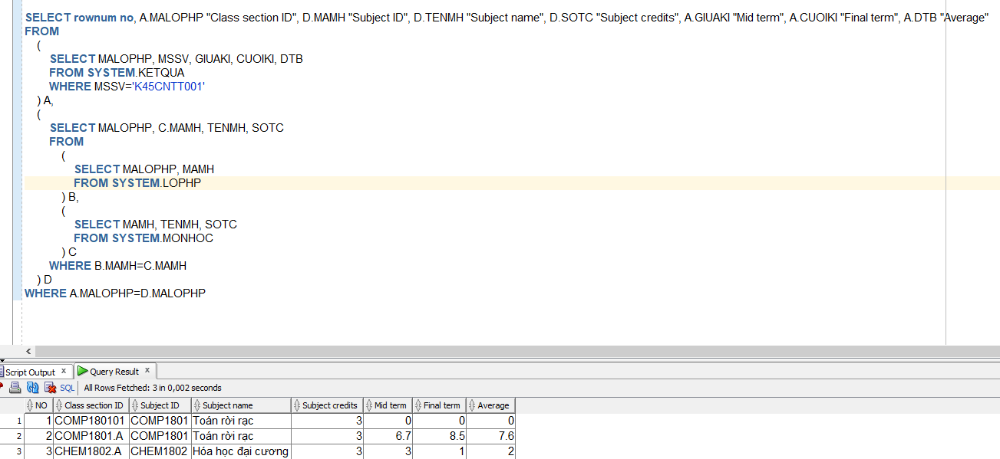 SELECT rownum no, A.MALOPHP "Class section ID", D.MAMH "Subject ID", D.TENMH "Subject name", D.SOTC "Subject credits", A.GIUAKI "Mid term", A.CUOIKI "Final term", A.DTB "Average"
FROM
(
SELECT MALOPHP, MSSV, GIUAKI, CUOIKI, DTB
FROM SYSTEM.KETQUA
WHERE MSSV='K45CNTT001'
) A,
(
SELECT MALOPHP, C.MAMH, TENMH, SOTC
FROM
(
SELECT MALOPHP, MAMH
FROM SYSTEM.LOPHP
) B,
(
SELECT MAMH, TENMH, SOTC
FROM SYSTEM.MONHOC
) C
WHERE B.MAMH=C.MAMH
) D
WHERE A.MALOPHP=D.MALOPHP
Script Output x Query Result x
SQL All Rows Fetched: 3 in 0,002 seconds
NO Class section ID Subject ID Subject name Subject credits Mid term Final term Average
1 1 COMP180101 COMP1801 Toán rời rạc 3 0 0 0
2 2 COMP1801.A COMP1801 Toán rời rạc 3 6.7 8.5 7.6
3 3 CHEM1802.A CHEM1802 Hóa học đại cương 3 3 1 2